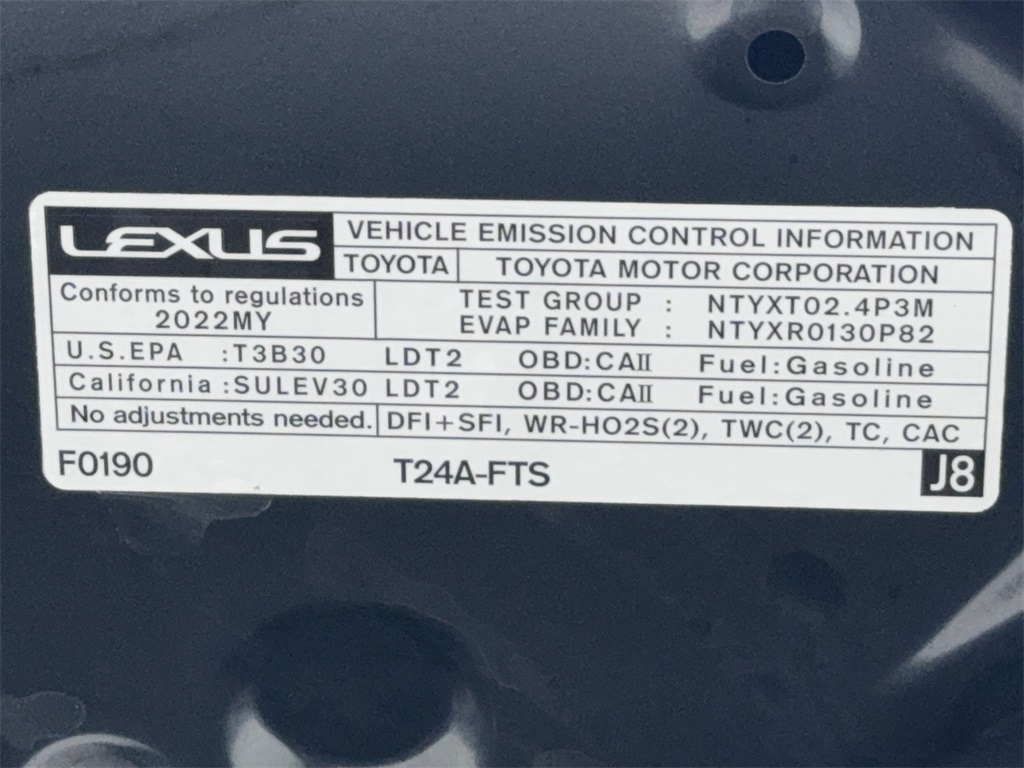 LEXUS
VEHICLE EMISSION CONTROL INFORMATION
TOYOTA TOYOTA MOTOR CORPORATION
Conforms to regulations
2022MY
TEST GROUP : NTYXT02.4P3M
EVAP FAMILY : NTYXR0130P82
U.S.EPA :T3B30 LDT2 OBD:CAII Fuel:Gasoline
California :SULEV30 LDT2 OBD:CAII Fuel:Gasoline
No adjustments needed. DFI+SFI, WR-HO2S(2), TWC(2), TC, CAC
F0190 T24A-FTS J8